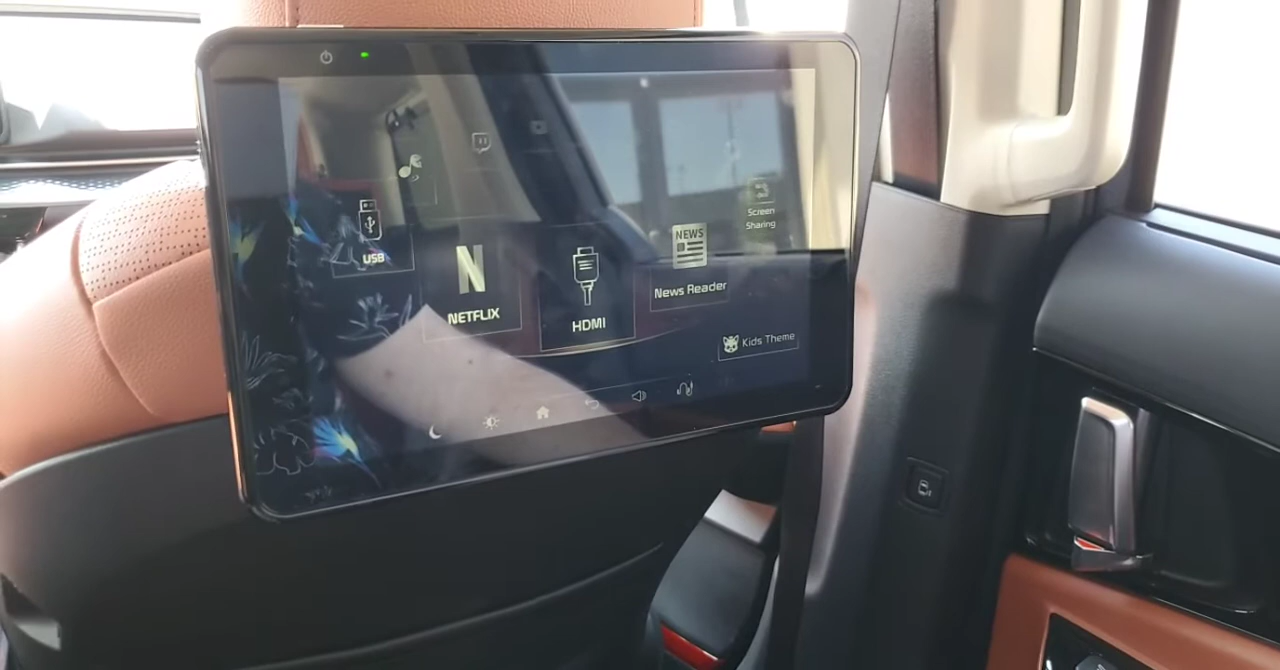 USB
N
NETFLIX
HDMI
NEWS
News Reader
Screen
Sharing
Kids Theme